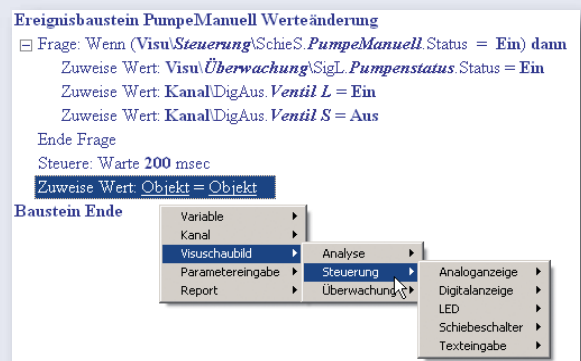 Ereignisbaustein PumpeManuell Werteänderung
Frage: Wenn (Visu\Steuerung\SchieS.PumpeManuell.Status = Ein) dann
Zuweise Wert: Visu\Überwachung\SigL.Pumpenstatus.Status = Ein
Zuweise Wert: Kanal\DigAus.Ventil L = Ein
Zuweise Wert: Kanal\DigAus.Ventil S = Aus
Ende Frage
Steuere: Warte 200 msec
Zuweise Wert: Objekt = Objekt
Baustein Ende
Variable
Kanal
Visuschaubild
Parametereingabe
Report
Analyse
Steuerung
Überwachung
Analoganzeige
Digitalanzeige
LED
Schiebeschalter
Texteingabe